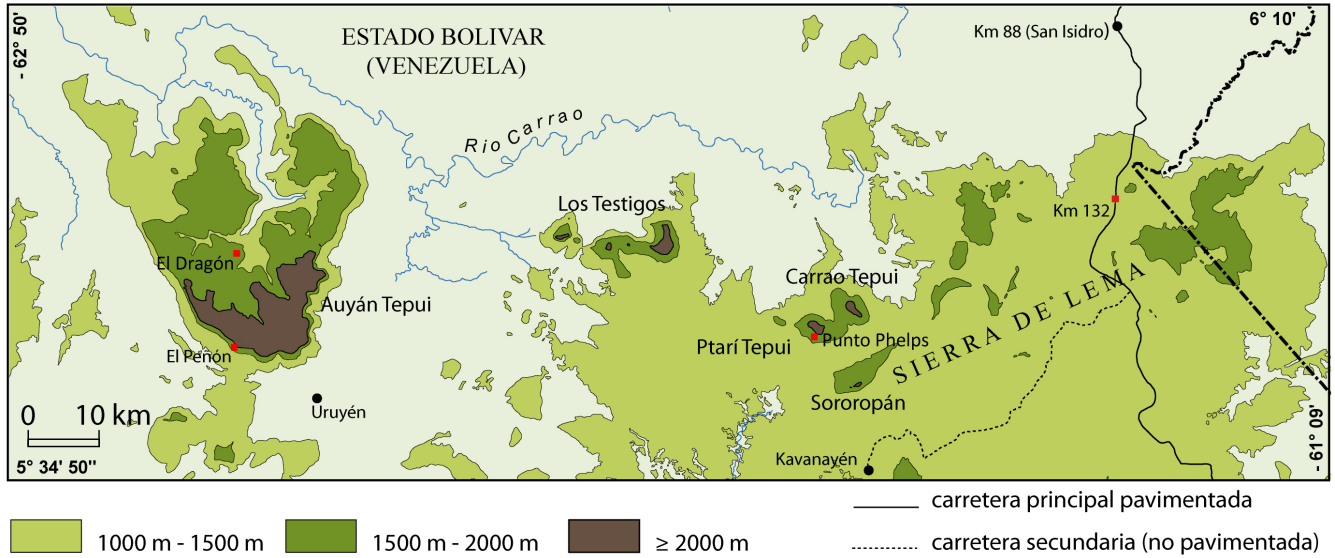 - 62° 50'
ESTADO BOLIVAR
(VENEZUELA)
Km 88 (San Isidro)
6° 10'
Río Carrao
Los Testigos
Km 132
El Dragón
Carrao Tepui
Auyán Tepui
SIERRA DE LEMA
Ptarí Tepui
Punto Phelps
El Peñón
Sororopán
Uruyén
0 10 km
Kavanayén
5° 34' 50"
- 61° 09'
carretera principal pavimentada
1000 m - 1500 m
1500 m - 2000 m
≥ 2000 m
carretera secundaria (no pavimentada)